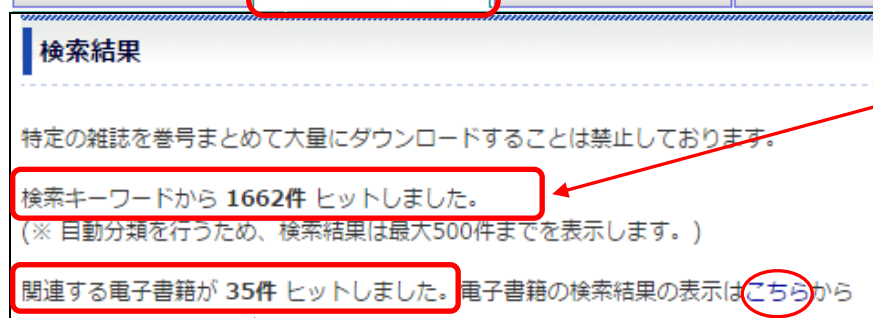 検索結果
特定の雑誌を巻号まとめて大量にダウンロードすることは禁止しております。
検索キーワードから 1662件 ヒットしました。
(※ 自動分類を行うため、検索結果は最大500件までを表示します。)
関連する電子書籍が 35件 ヒットしました。電子書籍の検索結果の表示はこちらから